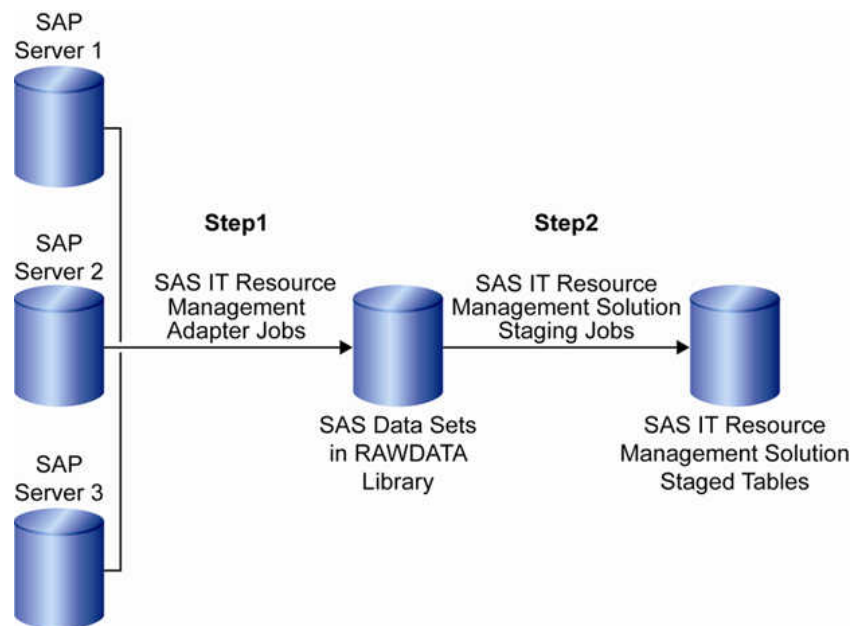 SAP
Server 1
Step1
Step2
SAP
Server 2
SAS IT Resource
Management
Adapter Jobs
SAS IT Resource
Management Solution
Staging Jobs
SAS Data Sets
in RAWDATA
Library
SAS IT Resource
Management Solution
Staged Tables
SAP
Server 3